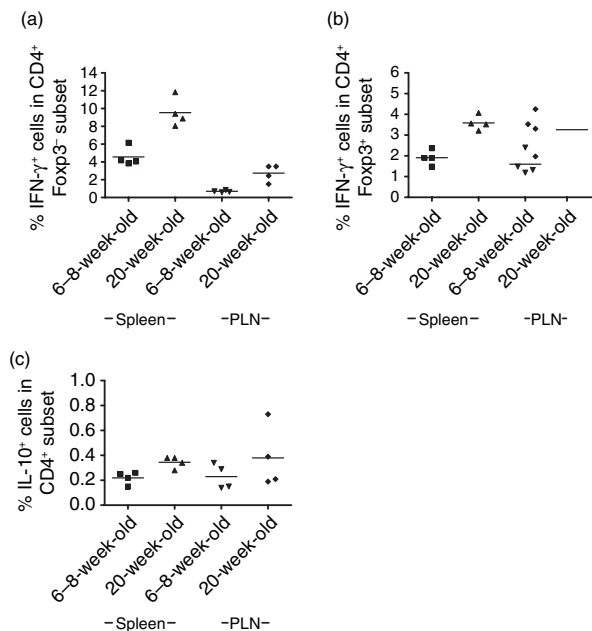 (a)
% IFN-γ⁺ cells in CD4⁺
Foxp3⁻ subset
14
12
10
8
6
4
2
0
6–8-week-old
20-week-old
6–8-week-old
20-week-old
–Spleen–
–PLN–
(b)
% IFN-γ⁺ cells in CD4⁺
Foxp3⁺ subset
6
5
4
3
2
1
0
6–8-week-old
20-week-old
6–8-week-old
20-week-old
–Spleen–
–PLN–
(c)
% IL-10⁺ cells in
CD4⁺ subset
1.0
0.8
0.6
0.4
0.2
0.0
6–8-week-old
20-week-old
6–8-week-old
20-week-old
–Spleen–
–PLN–